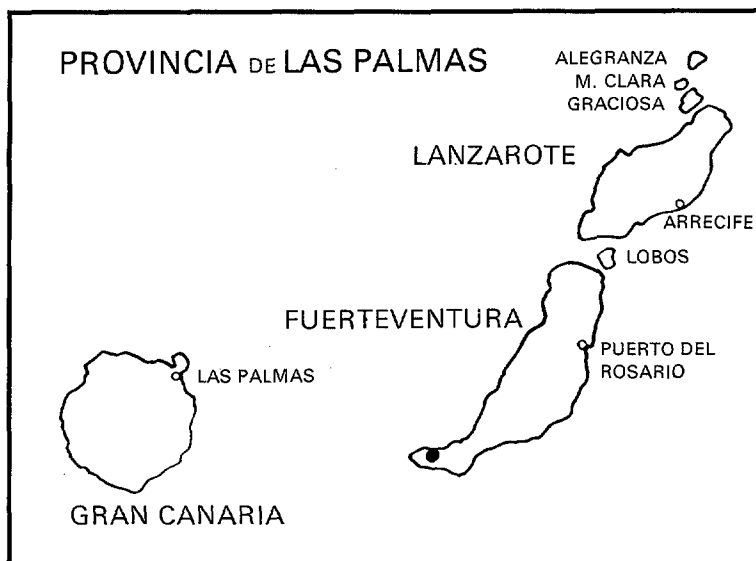 PROVINCIA DE LAS PALMAS
ALEGRANZA
M. CLARA
GRACIOSA
LANZAROTE
ARRECIFE
LOBOS
FUERTEVENTURA
PUERTO DEL
ROSARIO
LAS PALMAS
GRAN CANARIA